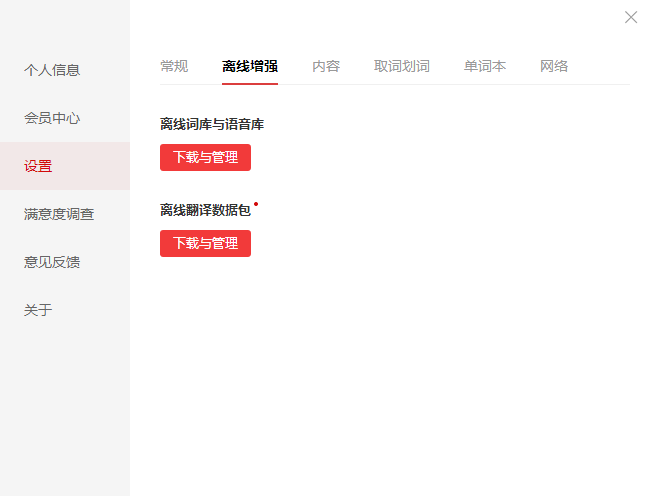 个人信息
会员中心
设置
满意度调查
意见反馈
关于
常规 离线增强 内容 取词划词 单词本 网络
离线词库与语音库
下载与管理
离线翻译数据包
下载与管理